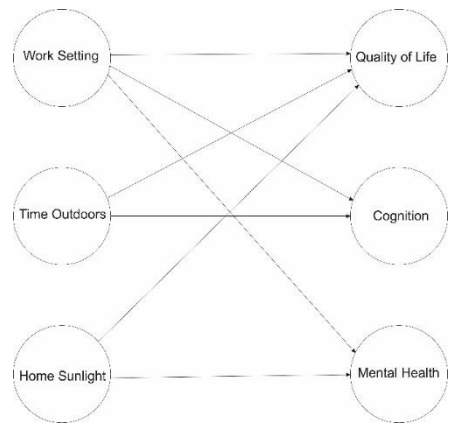 Work Setting
Quality of Life
Time Outdoors
Cognition
Home Sunlight
Mental Health